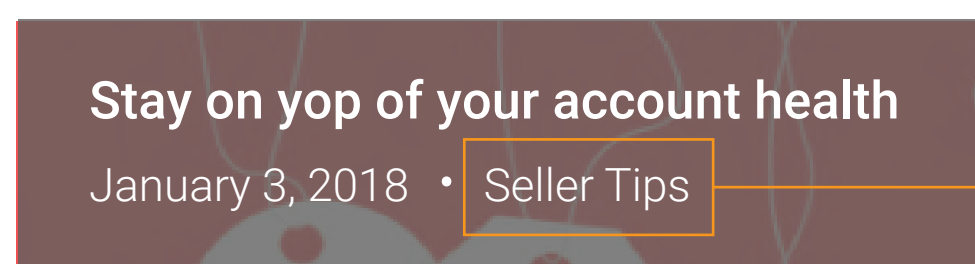 Stay on yop of your account health
January 3, 2018 • Seller Tips